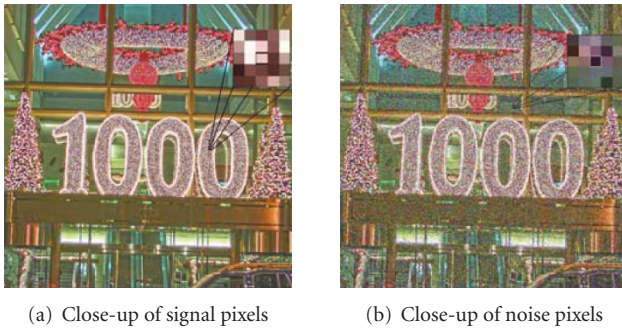 1000
1000
(a) Close-up of signal pixels
(b) Close-up of noise pixels